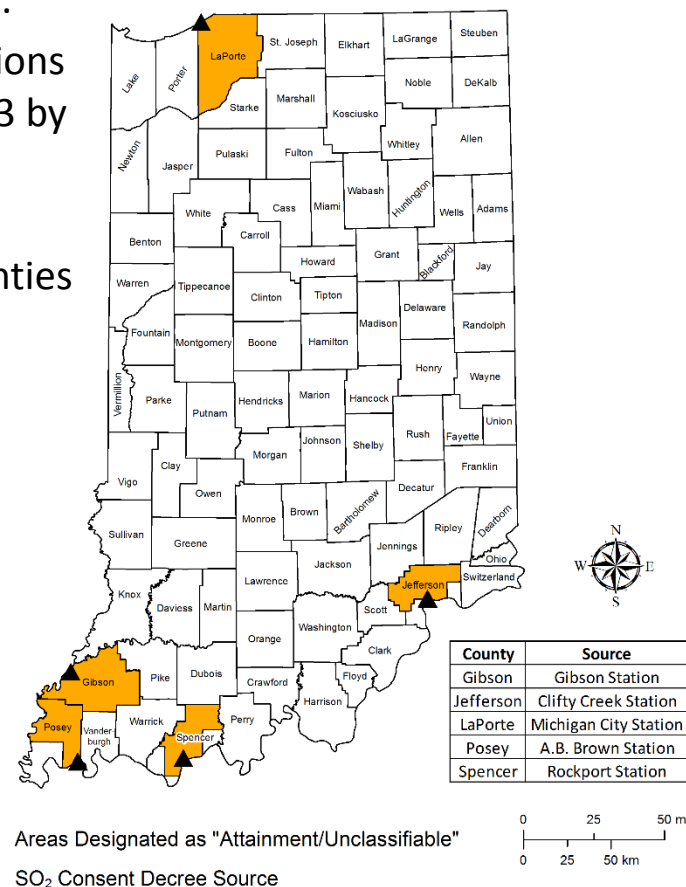 .
ions
3 by
nties
LaPorte
St. Joseph
Elkhart
LaGrange
Steuben
Lake
Porter
Noble
DeKalb
Starke
Marshall
Kosciusko
Newton
Jasper
Pulaski
Fulton
Whitley
Allen
White
Cass
Miami
Wabash
Huntington
Wells
Adams
Benton
Carroll
Howard
Grant
Blackford
Jay
Warren
Tippecanoe
Clinton
Tipton
Madison
Delaware
Randolph
Fountain
Montgomery
Boone
Hamilton
Henry
Wayne
Vermillion
Parke
Putnam
Hendricks
Marion
Hancock
Rush
Fayette
Union
Vigo
Clay
Morgan
Johnson
Shelby
Franklin
Owen
Decatur
Sullivan
Monroe
Brown
Bartholomew
Ripley
Dearborn
Greene
Jennings
Ohio
Knox
Daviess
Martin
Lawrence
Jackson
Jefferson
Switzerland
Scott
Orange
Washington
Clark
Gibson
Pike
Dubois
Crawford
Floyd
Harrison
Posey
Vander-
burgh
Warrick
Spencer
Perry
N
W E
S
County Source
Gibson Gibson Station
Jefferson Clifty Creek Station
LaPorte Michigan City Station
Posey A.B. Brown Station
Spencer Rockport Station
0 25 50 m
0 25 50 km
Areas Designated as "Attainment/Unclassifiable"
SO₂ Consent Decree Source